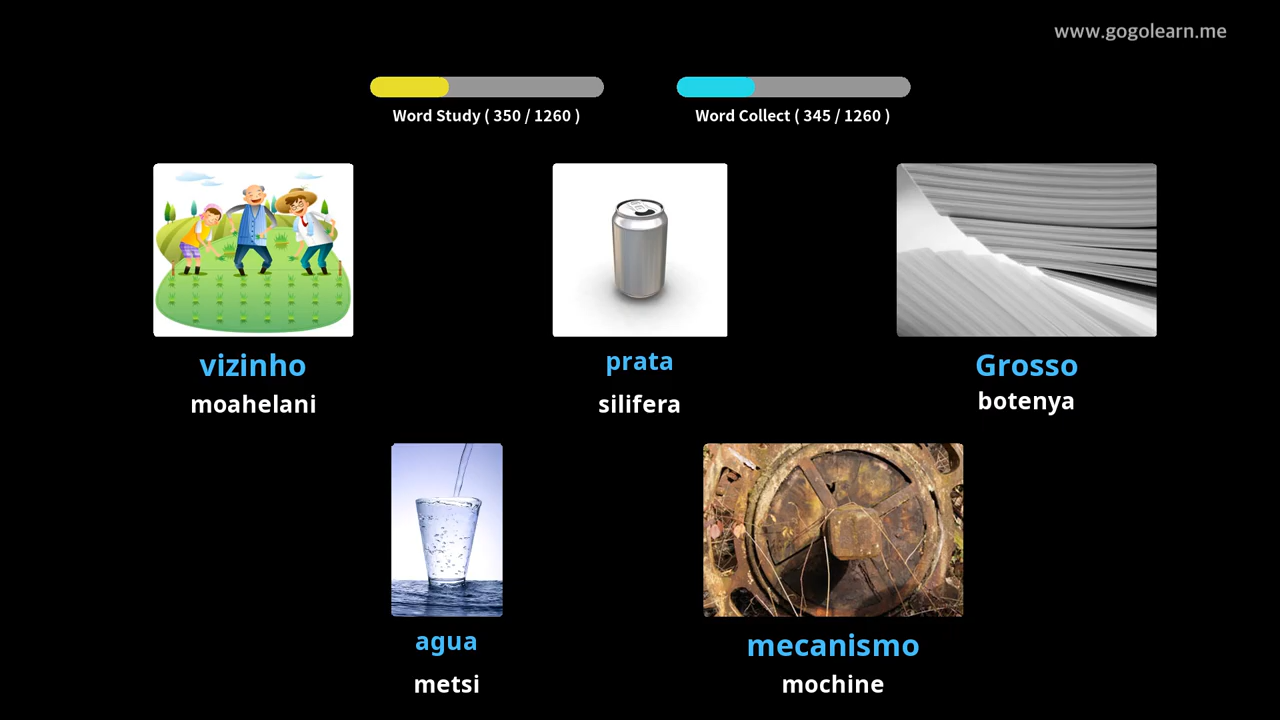 www.gogolearn.me
Word Study ( 350 / 1260 )
Word Collect ( 345 / 1260 )
vizinho
moahelani
prata
silifera
Grosso
botenya
agua
metsi
mecanismo
mochine